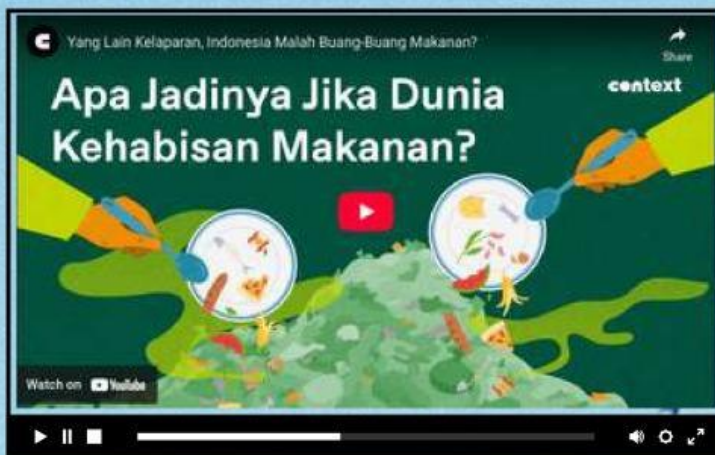 Yang Lain Kelaparan, Indonesia Malah Buang-Buang Makanan?
Share
Apa Jadinya Jika Dunia
Kehabisan Makanan?
context
Watch on YouTube